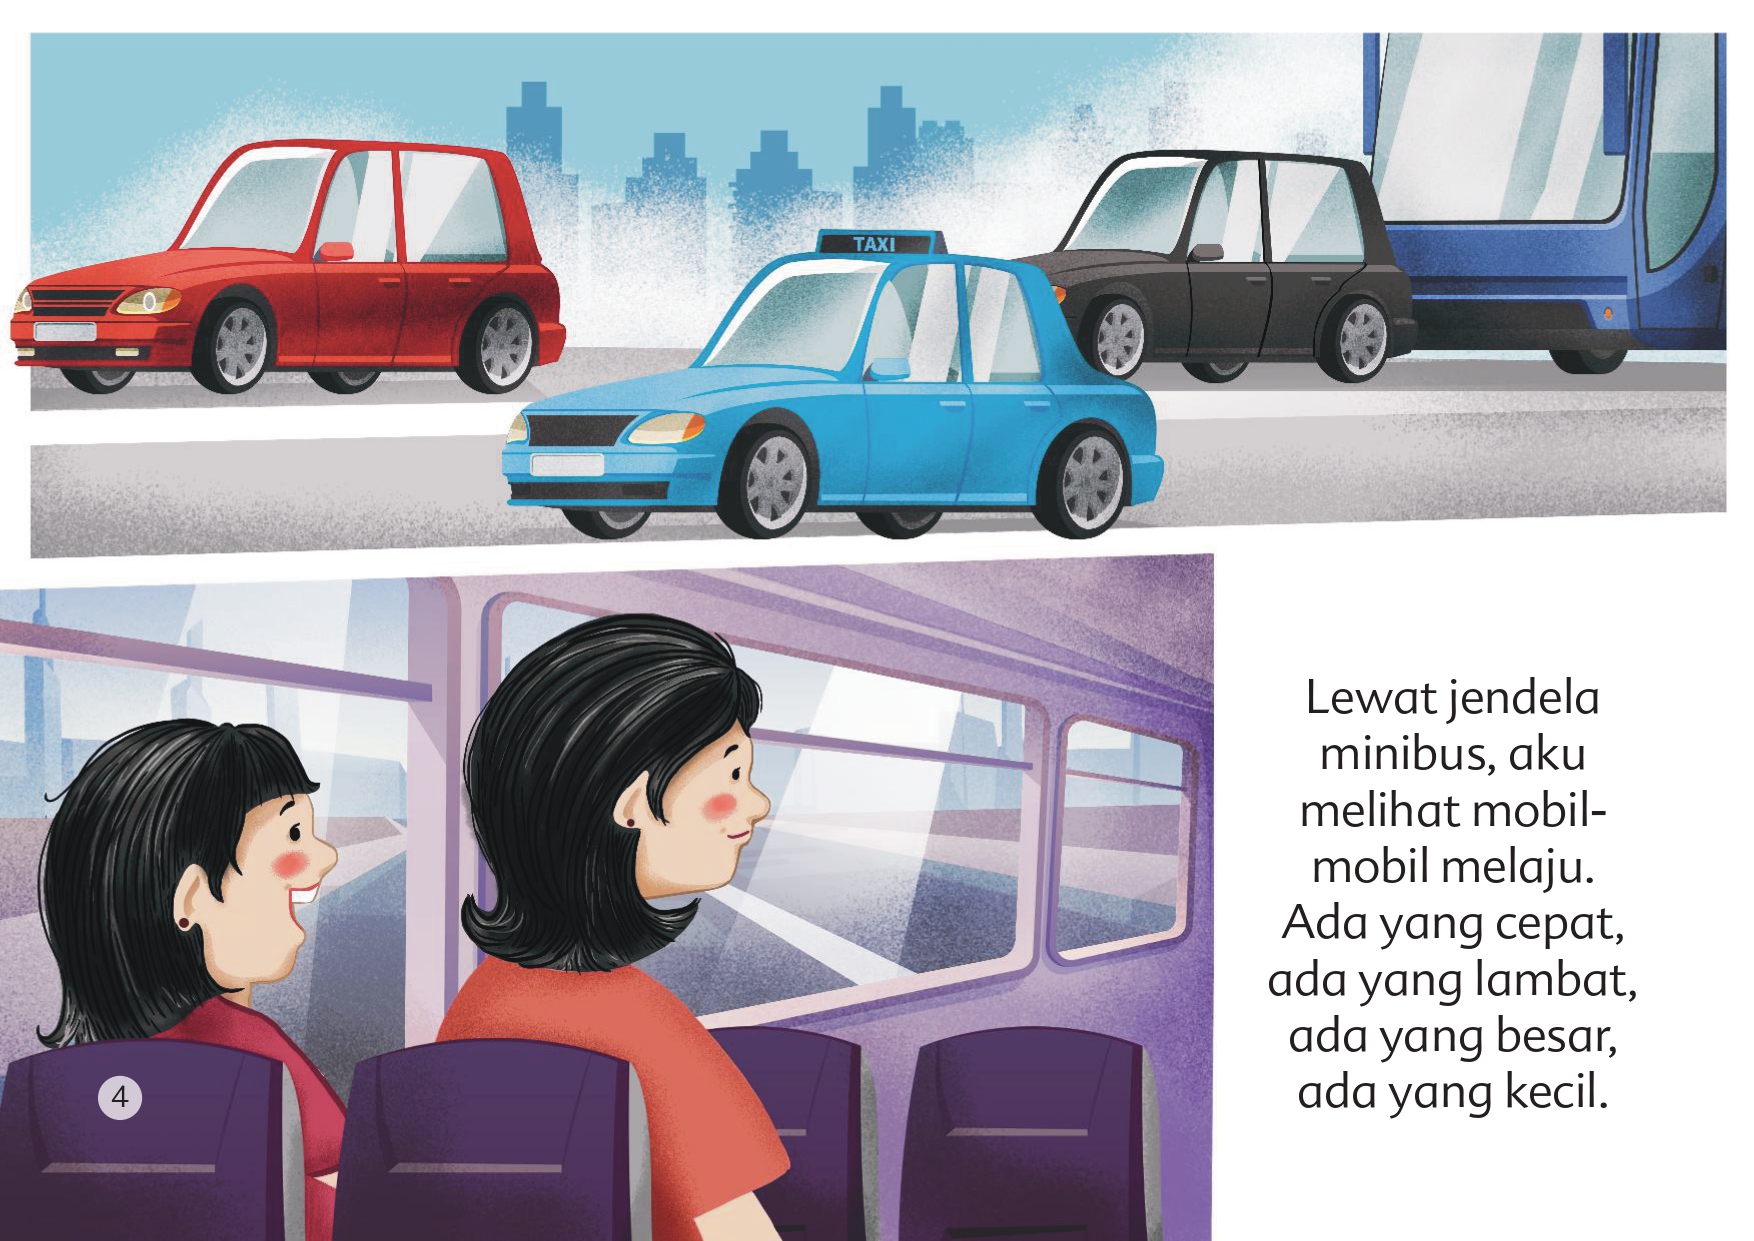 TAXI
Lewat jendela
minibus, aku
melihat mobil-
mobil melaju.
Ada yang cepat,
ada yang lambat,
ada yang besar,
ada yang kecil.
4